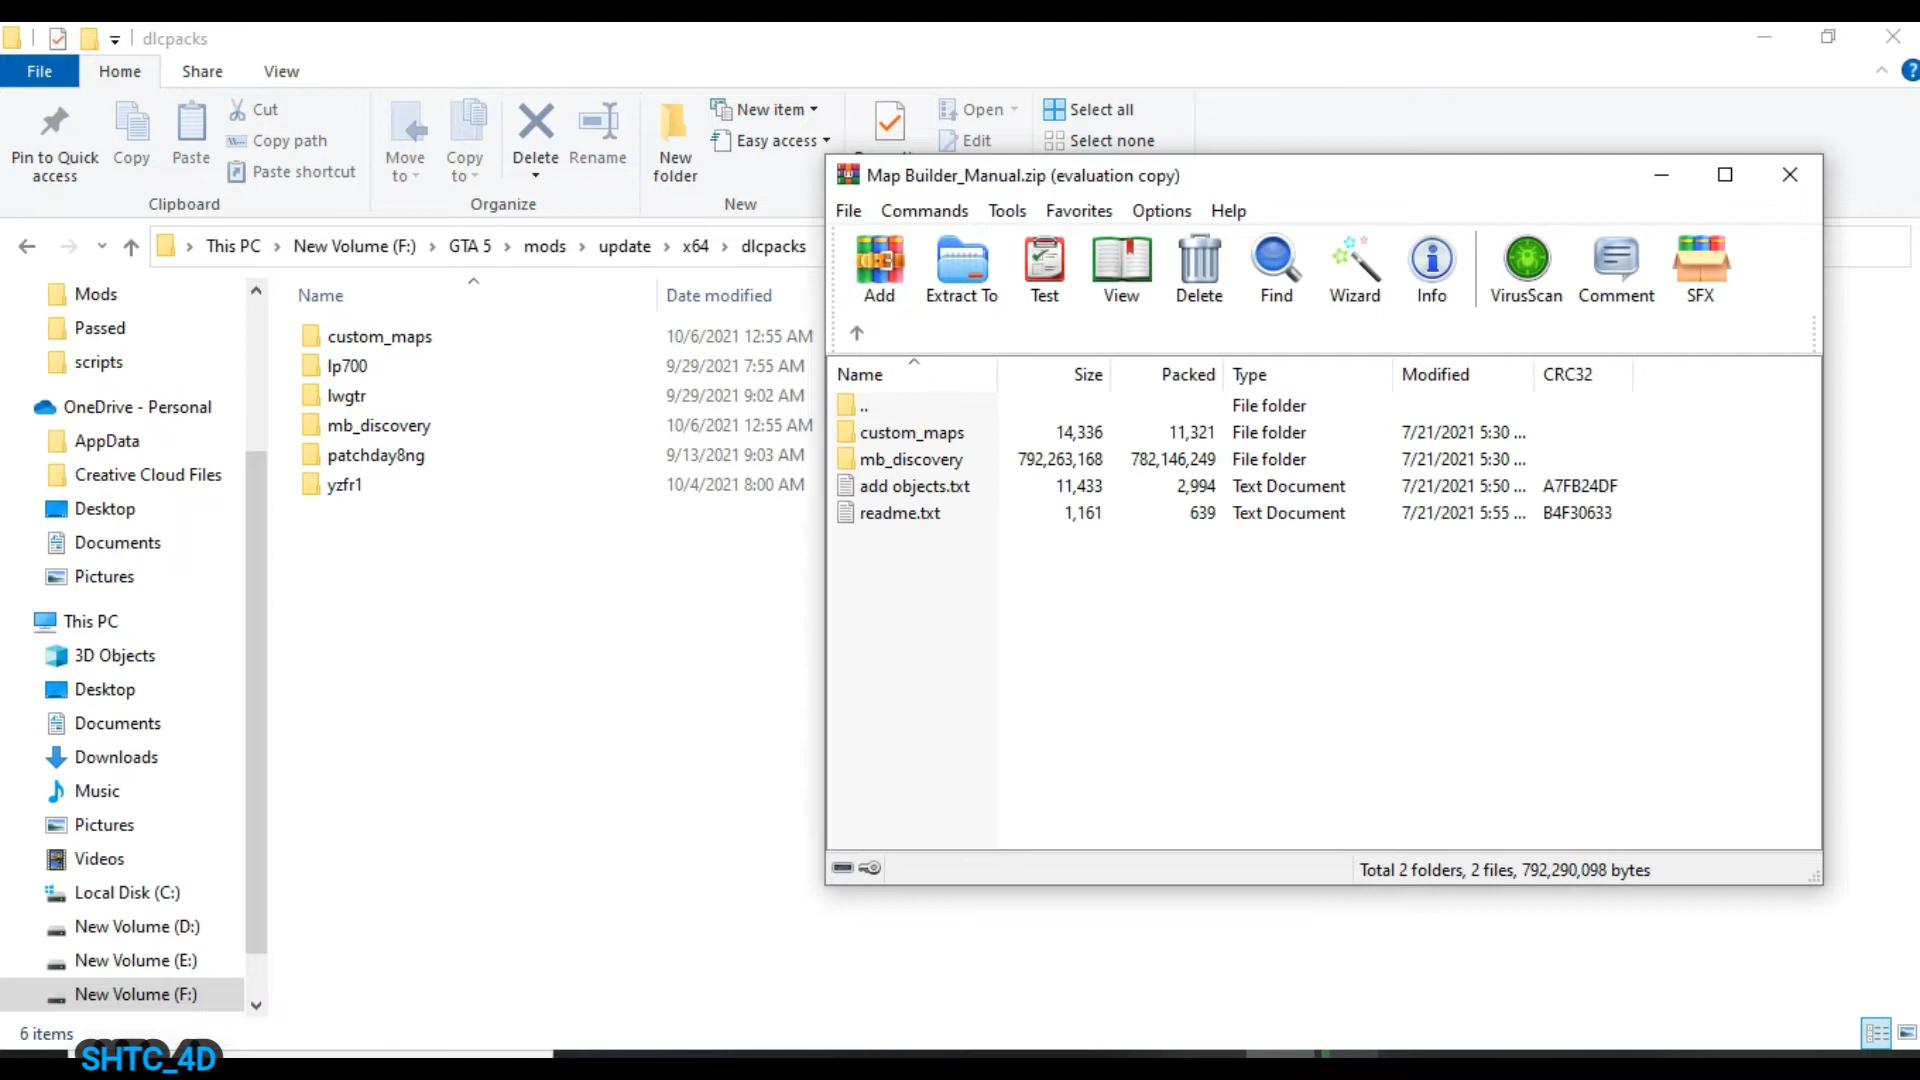 dlcpacks
File Home Share View
Pin to Quick access
Copy
Paste
Cut
Copy path
Paste shortcut
Clipboard
Move to
Copy to
Delete
Rename
Organize
New folder
New item
Easy access
New
Open
Edit
Select all
Select none
This PC New Volume (F:) GTA 5 mods update x64 dlcpacks
Mods
Passed
scripts
OneDrive - Personal
AppData
Creative Cloud Files
Desktop
Documents
Pictures
This PC
3D Objects
Desktop
Documents
Downloads
Music
Pictures
Videos
Local Disk (C:)
New Volume (D:)
New Volume (E:)
New Volume (F:)
Name Date modified
custom_maps 10/6/2021 12:55 AM
lp700 9/29/2021 7:55 AM
lwgtr 9/29/2021 9:02 AM
mb_discovery 10/6/2021 12:55 AM
patchday8ng 9/13/2021 9:03 AM
yzfr1 10/4/2021 8:00 AM
Map Builder_Manual.zip (evaluation copy)
File Commands Tools Favorites Options Help
Add Extract To Test View Delete Find Wizard Info VirusScan Comment SFX
Name Size Packed Type Modified CRC32
.. File folder
custom_maps 14,336 11,321 File folder 7/21/2021 5:30 ...
mb_discovery 792,263,168 782,146,249 File folder 7/21/2021 5:30 ...
add objects.txt 11,433 2,994 Text Document 7/21/2021 5:50 ... A7FB24DF
readme.txt 1,161 639 Text Document 7/21/2021 5:55 ... B4F30633
Total 2 folders, 2 files, 792,290,098 bytes
6 items
SHTC_4D